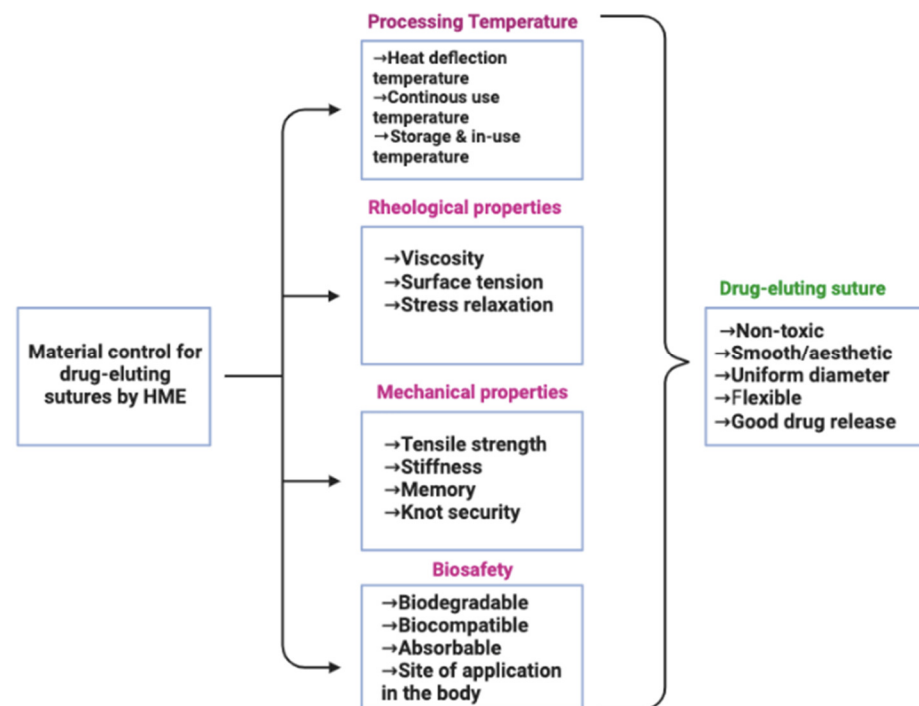 Material control for
drug-eluting
sutures by HME
Processing Temperature
→Heat deflection
temperature
→Continous use
temperature
→Storage & in-use
temperature
Rheological properties
→Viscosity
→Surface tension
→Stress relaxation
Mechanical properties
→Tensile strength
→Stiffness
→Memory
→Knot security
Biosafety
→Biodegradable
→Biocompatible
→Absorbable
→Site of application
in the body
Drug-eluting suture
→Non-toxic
→Smooth/aesthetic
→Uniform diameter
→Flexible
→Good drug release